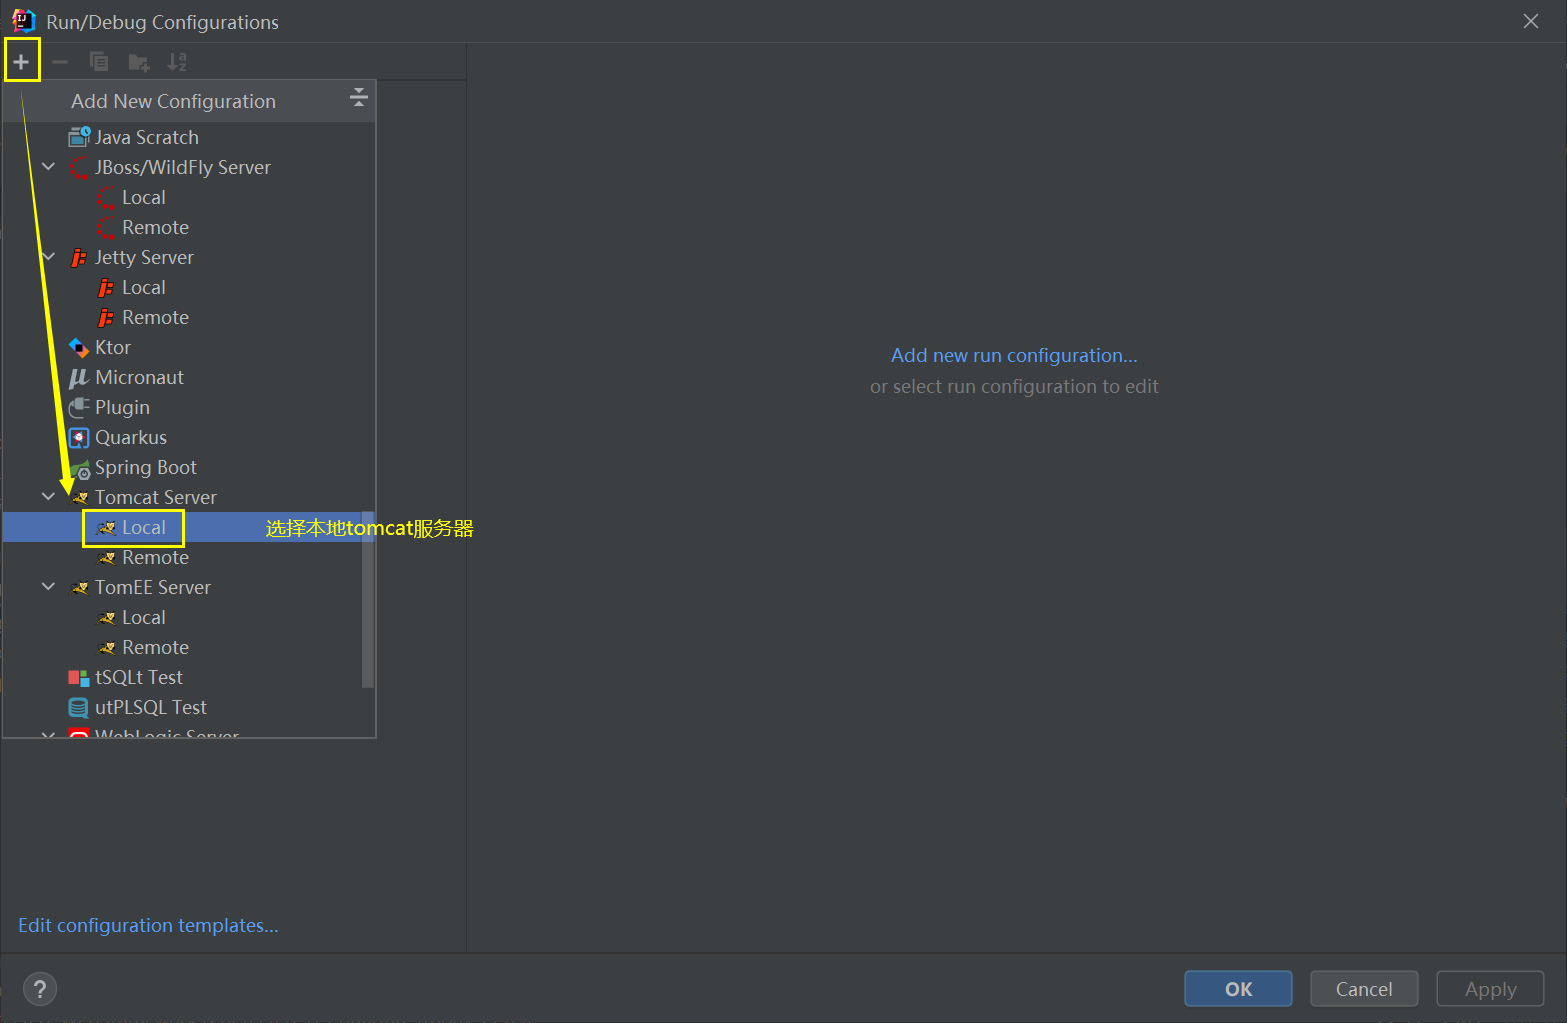 Run/Debug Configurations
Add New Configuration
Java Scratch
JBoss/WildFly Server
Local
Remote
Jetty Server
Local
Remote
Ktor
Micronaut
Plugin
Quarkus
Spring Boot
Tomcat Server
Local
选择本地tomcat服务器
Remote
TomEE Server
Local
Remote
tSQLt Test
utPLSQL Test
WebLogic Server
Add new run configuration...
or select run configuration to edit
Edit configuration templates...
?
OK
Cancel
Apply